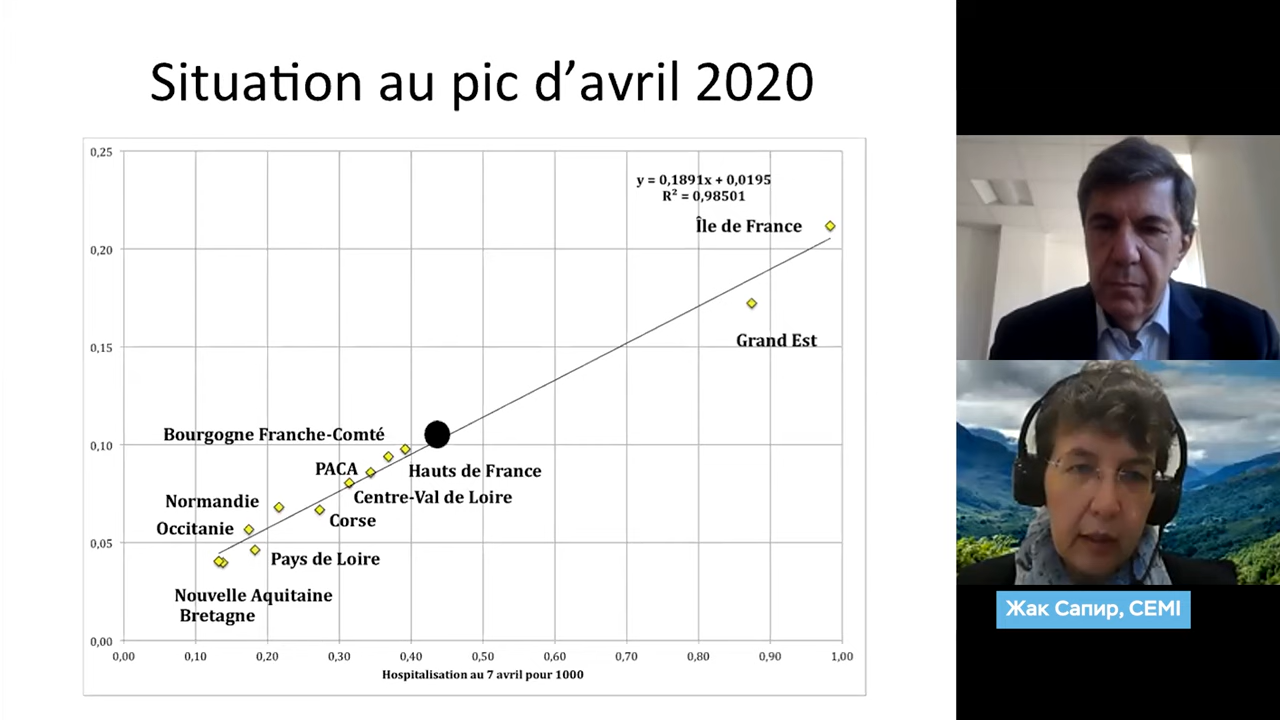 Situation au pic d’avril 2020
0,25
0,20
0,15
0,10
0,05
0,00
y = 0,1891x + 0,0195
R² = 0,98501
Île de France
Grand Est
Bourgogne Franche-Comté
PACA
Hauts de France
Centre-Val de Loire
Normandie
Corse
Occitanie
Pays de Loire
Nouvelle Aquitaine
Bretagne
0,00 0,10 0,20 0,30 0,40 0,50 0,60 0,70 0,80 0,90 1,00
Hospitalisation au 7 avril pour 1000
Жак Сапир, CEMI